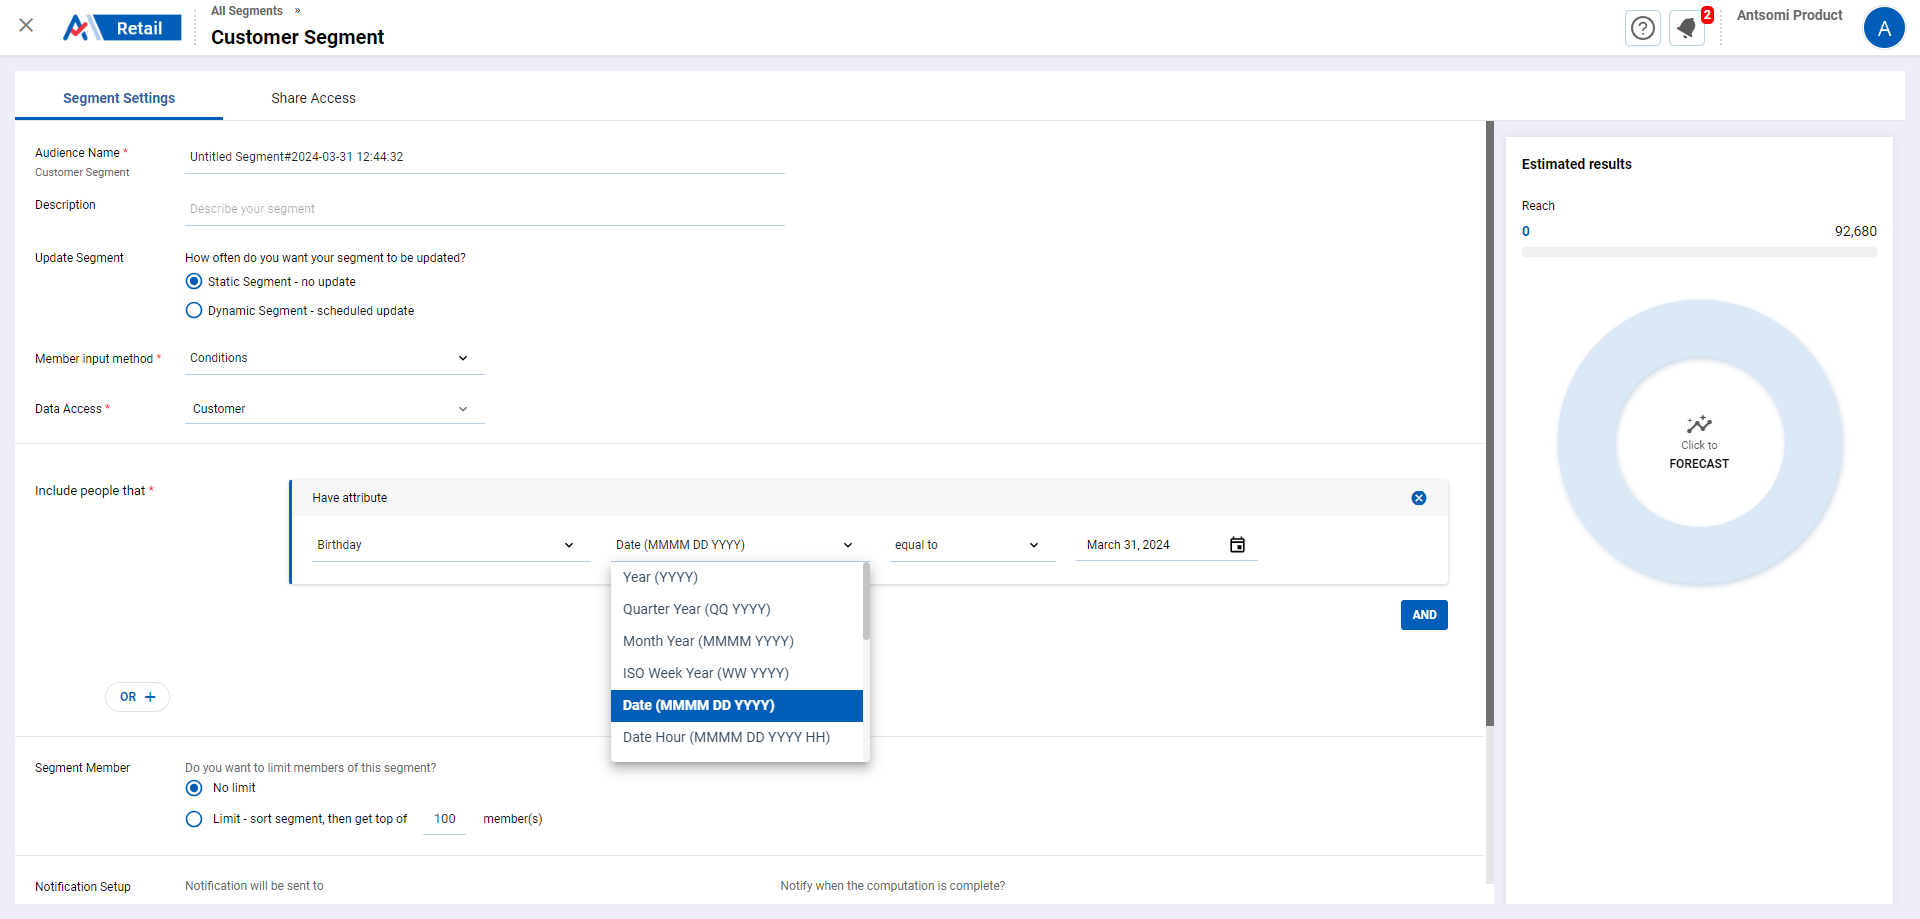 Retail
All Segments »
Customer Segment
2
Antsomi Product
A
Segment Settings
Share Access
Audience Name *
Customer Segment
Untitled Segment#2024-03-31 12:44:32
Description
Describe your segment
Update Segment
How often do you want your segment to be updated?
Static Segment - no update
Dynamic Segment - scheduled update
Member input method *
Conditions
Data Access *
Customer
Include people that *
Have attribute
Birthday
Date (MMMM DD YYYY)
equal to
March 31, 2024
Year (YYYY)
Quarter Year (QQ YYYY)
Month Year (MMMM YYYY)
ISO Week Year (WW YYYY)
Date (MMMM DD YYYY)
Date Hour (MMMM DD YYYY HH)
AND
OR +
Segment Member
Do you want to limit members of this segment?
No limit
Limit - sort segment, then get top of 100 member(s)
Notification Setup
Notification will be sent to
Notify when the computation is complete?
Estimated results
Reach
0
92,680
Click to
FORECAST